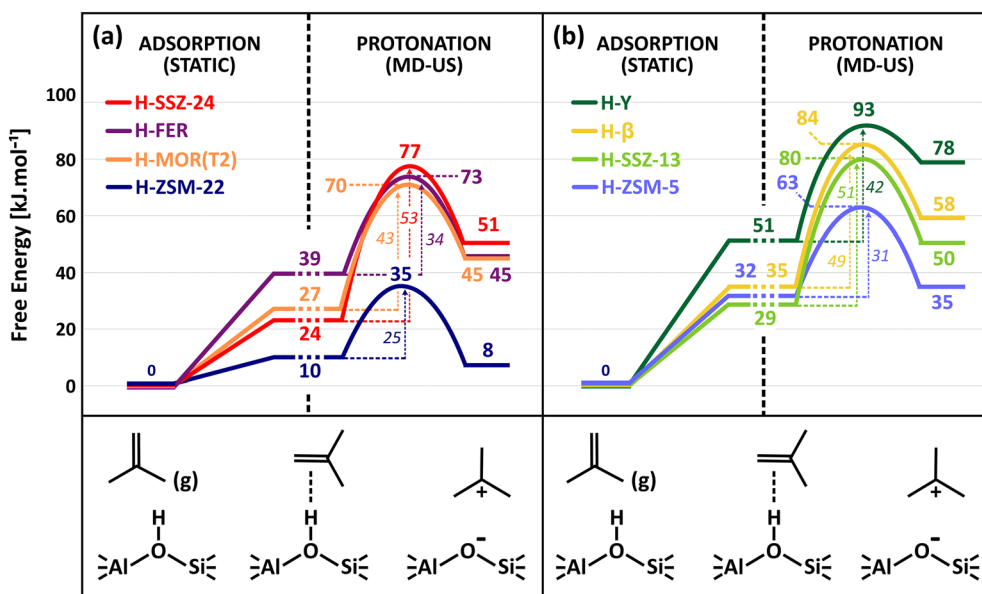 Free Energy [kJ.mol⁻¹]
100
80
60
40
20
0
(a)
ADSORPTION
(STATIC)
PROTONATION
(MD-US)
H-SSZ-24
H-FER
H-MOR(T2)
H-ZSM-22
77
70
73
53
43
34
51
39
35
45 45
27
24
25
10
8
0
(b)
ADSORPTION
(STATIC)
PROTONATION
(MD-US)
H-Y
H-β
H-SSZ-13
H-ZSM-5
93
84
80
78
63
51
42
58
51
50
49
31
32 35
29
35
0
(g)
H
O
Al
Si
H
O
Al
Si
+
O-
Al
Si
(g)
H
O
Al
Si
H
O
Al
Si
+
O-
Al
Si